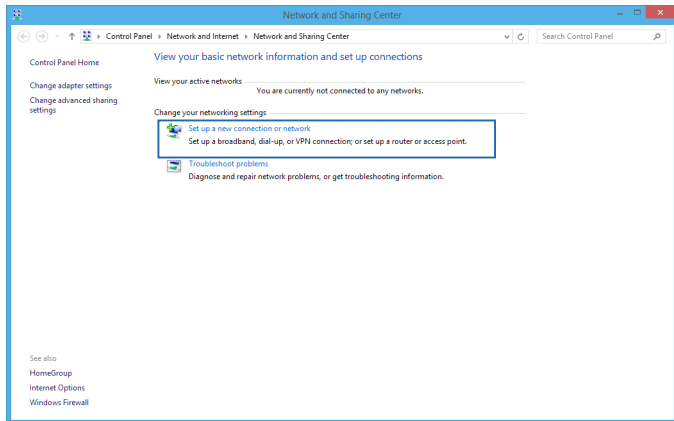 Network and Sharing Center
Control Panel Network and Internet Network and Sharing Center
Search Control Panel
Control Panel Home
Change adapter settings
Change advanced sharing
settings
View your basic network information and set up connections
View your active networks
You are currently not connected to any networks.
Change your networking settings
Set up a new connection or network
Set up a broadband, dial-up, or VPN connection; or set up a router or access point.
Troubleshoot problems
Diagnose and repair network problems, or get troubleshooting information.
See also
HomeGroup
Internet Options
Windows Firewall